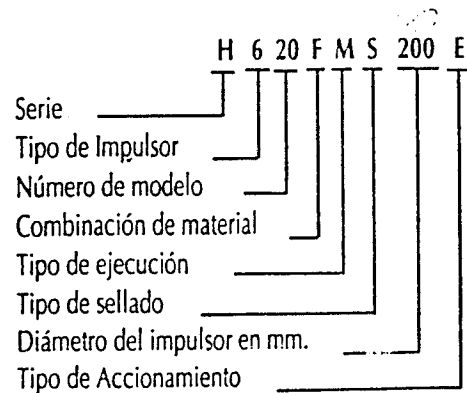 H 6 20 F M S 200 E
Serie
Tipo de Impulsor
Número de modelo
Combinación de material
Tipo de ejecución
Tipo de sellado
Diámetro del impulsor en mm.
Tipo de Accionamiento